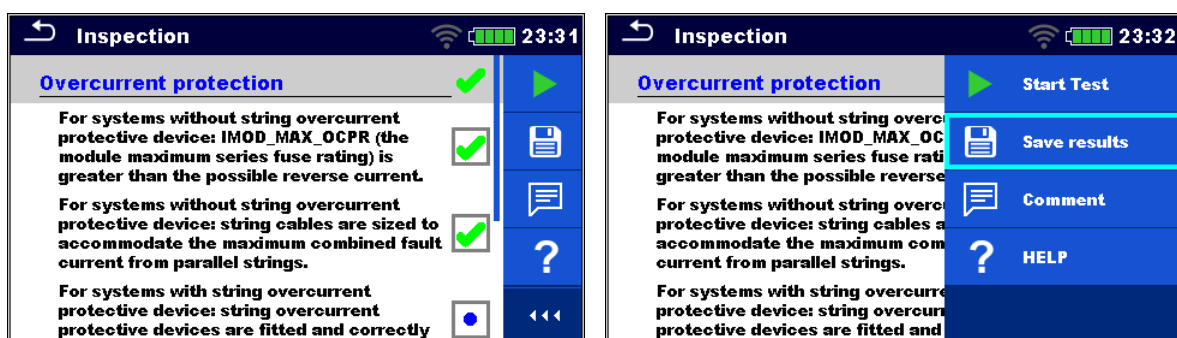 Inspection
23:31
Overcurrent protection
For systems without string overcurrent
protective device: IMOD_MAX_OCPR (the
module maximum series fuse rating) is
greater than the possible reverse current.
For systems without string overcurrent
protective device: string cables are sized to
accommodate the maximum combined fault
current from parallel strings.
For systems with string overcurrent
protective device: string overcurrent
protective devices are fitted and correctly
?
Inspection
23:32
Overcurrent protection
For systems without string overc
protective device: IMOD_MAX_OC
module maximum series fuse rati
greater than the possible reverse
For systems without string overc
protective device: string cables a
accommodate the maximum com
current from parallel strings.
For systems with string overcurre
protective device: string overcurr
protective devices are fitted and
Start Test
Save results
Comment
? HELP